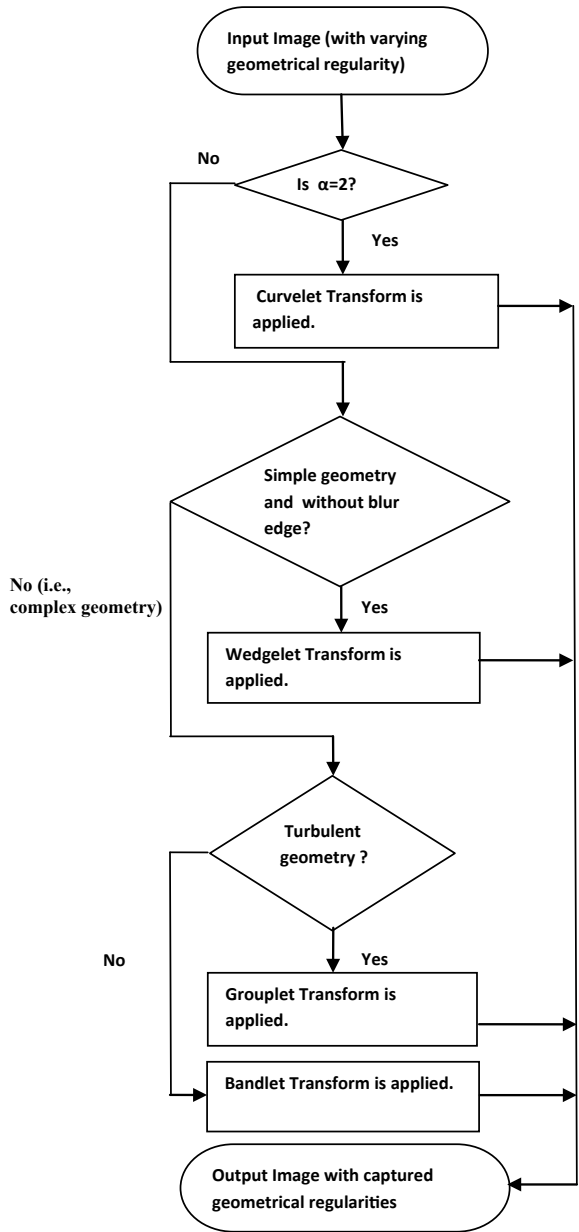 Input Image (with varying
geometrical regularity)
No
Is α=2?
Yes
Curvelet Transform is
applied.
Simple geometry
and without blur
edge?
No (i.e.,
complex geometry)
Yes
Wedgelet Transform is
applied.
Turbulent
geometry ?
No
Yes
Grouplet Transform is
applied.
Bandlet Transform is applied.
Output Image with captured
geometrical regularities